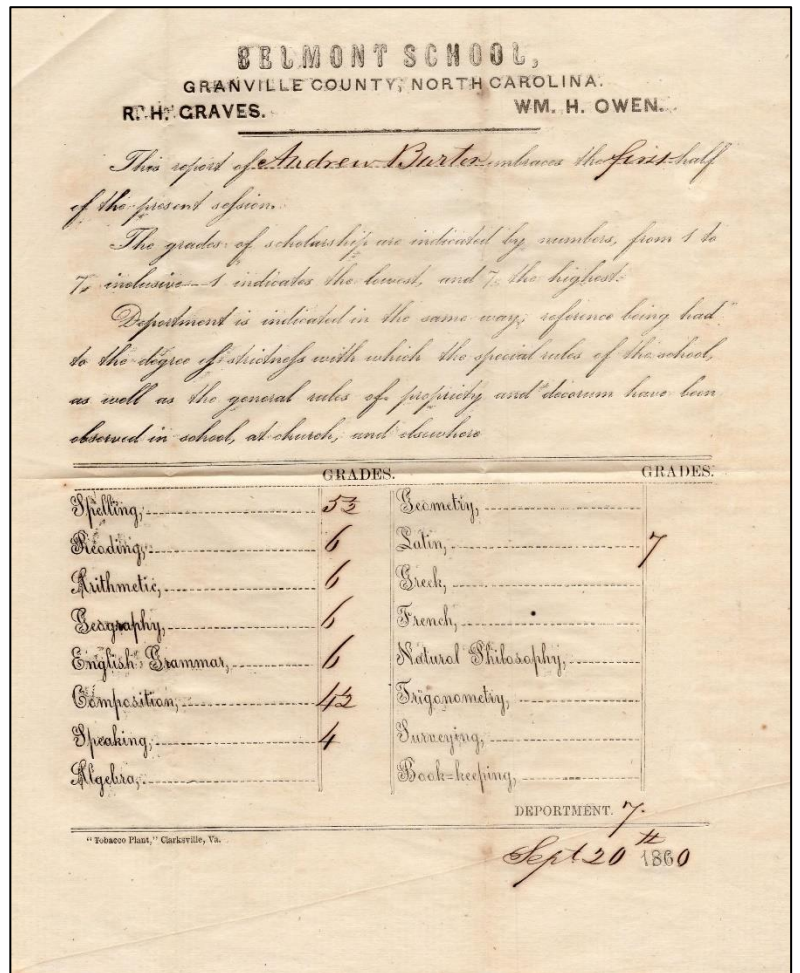 BELMONT SCHOOL,
GRANVILLE COUNTY, NORTH CAROLINA.
R. H. GRAVES. WM. H. OWEN.
This report of Andrew Burten embraces the first half
of the present session.
The grades of scholarship are indicated by numbers, from 1 to
7, inclusive—1 indicates the lowest, and 7, the highest.
Deportment is indicated in the same way; reference being had
to the degree of strictness with which the special rules of the school,
as well as the general rules of propriety and decorum have been
observed in school, at church, and elsewhere
GRADES. GRADES.
Spelling, 5½ Geometry,
Reading, 6 Latin, 7
Arithmetic, 6 Greek,
Geography, 6 French,
English Grammar, 6 Natural Philosophy,
Composition, 4½ Trigonometry,
Speaking, 4 Surveying,
Algebra, Book-keeping,
DEPORTMENT. 7.
"Tobacco Plant," Clarksville, Va.
Sept 20th 1860